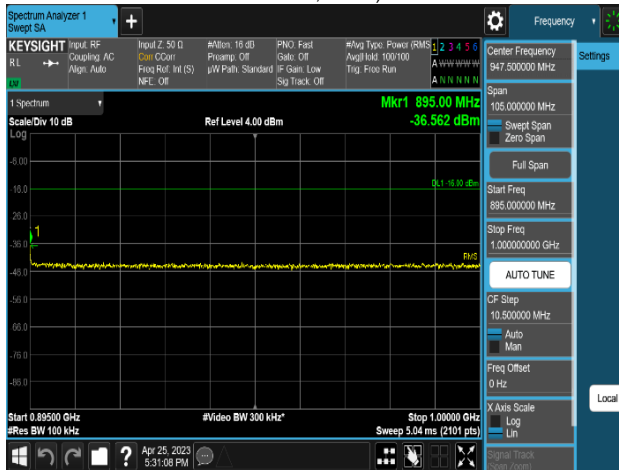 Spectrum Analyzer 1
Swept SA
Frequency
KEYSIGHT
Input: RF
Input Z: 50 Ω
#Atten: 16 dB
PNO: Fast
#Avg Type: Power (RMS
1 2 3 4 5 6
RL
Coupling: AC
Corr CCorr
Preamp: Off
Gate: Off
Avg|Hold: 100/100
A W W W W W
Align: Auto
Freq Ref: Int (S)
µW Path: Standard
IF Gain: Low
Trig: Free Run
NFE: Off
Sig Track: Off
A N N N N N
Center Frequency
947.500000 MHz
Settings
1 Spectrum
Mkr1 895.00 MHz
Scale/Div 10 dB
Ref Level 4.00 dBm
-36.562 dBm
Log
Span
105.000000 MHz
Swept Span
Zero Span
Full Span
Start Freq
895.000000 MHz
Stop Freq
1.000000000 GHz
AUTO TUNE
CF Step
10.500000 MHz
Auto
Man
Freq Offset
0 Hz
X Axis Scale
Log
Lin
Signal Track
(Span Zoom)
Local
-6.00
-16.0
DL1 -16.00 dBm
-26.0
1
-36.0
RMS
-46.0
-56.0
-66.0
-76.0
-86.0
Start 0.89500 GHz
#Video BW 300 kHz*
Stop 1.00000 GHz
#Res BW 100 kHz
Sweep 5.04 ms (2101 pts)
?
Apr 25, 2023
5:31:08 PM